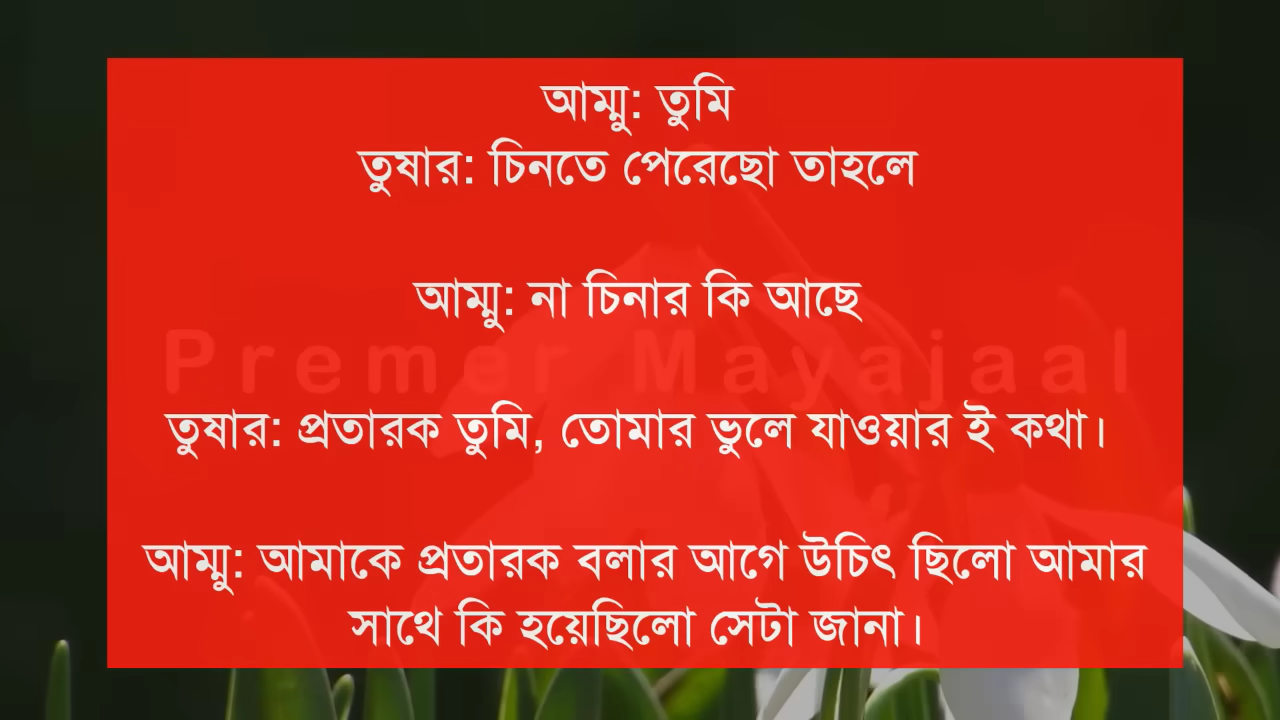 আম্মু: তুমি
তুষার: চিনতে পেরেছো তাহলে
আম্মু: না চিনার কি আছে
Premer Mayajaal
তুষার: প্রতারক তুমি, তোমার ভুলে যাওয়ার ই কথা।
আম্মু: আমাকে প্রতারক বলার আগে উচিৎ ছিলো আমার
সাথে কি হয়েছিলো সেটা জানা।